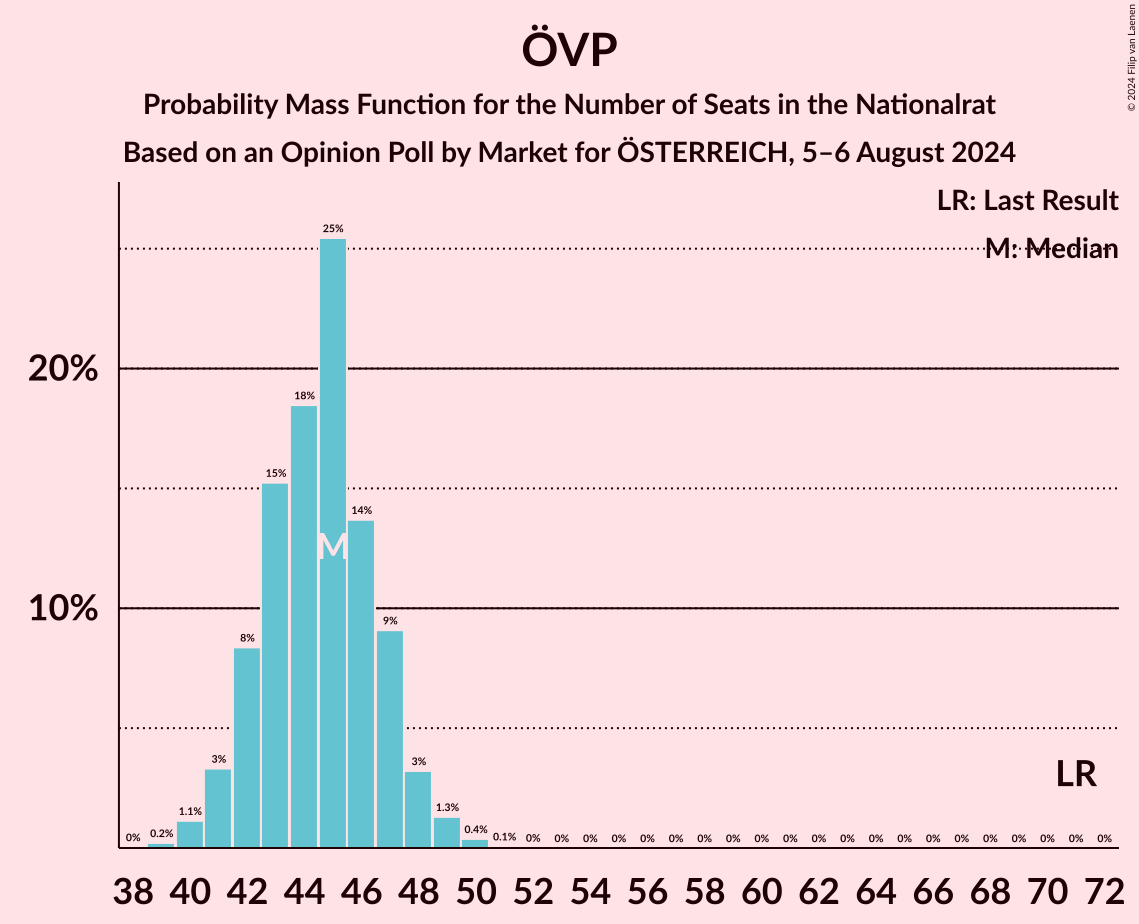 ÖVP
Probability Mass Function for the Number of Seats in the Nationalrat
Based on an Opinion Poll by Market for ÖSTERREICH, 5–6 August 2024
© 2024 Filip van Laenen
LR: Last Result
M: Median
20%
10%
0% 0.2% 1.1% 3% 8% 15% 18% 25% 14% 9% 3% 1.3% 0.4% 0.1% 0% 0% 0% 0% 0% 0% 0% 0% 0% 0% 0% 0% 0% 0% 0% 0% 0% 0% 0% 0% 0%
M
LR
38 40 42 44 46 48 50 52 54 56 58 60 62 64 66 68 70 72